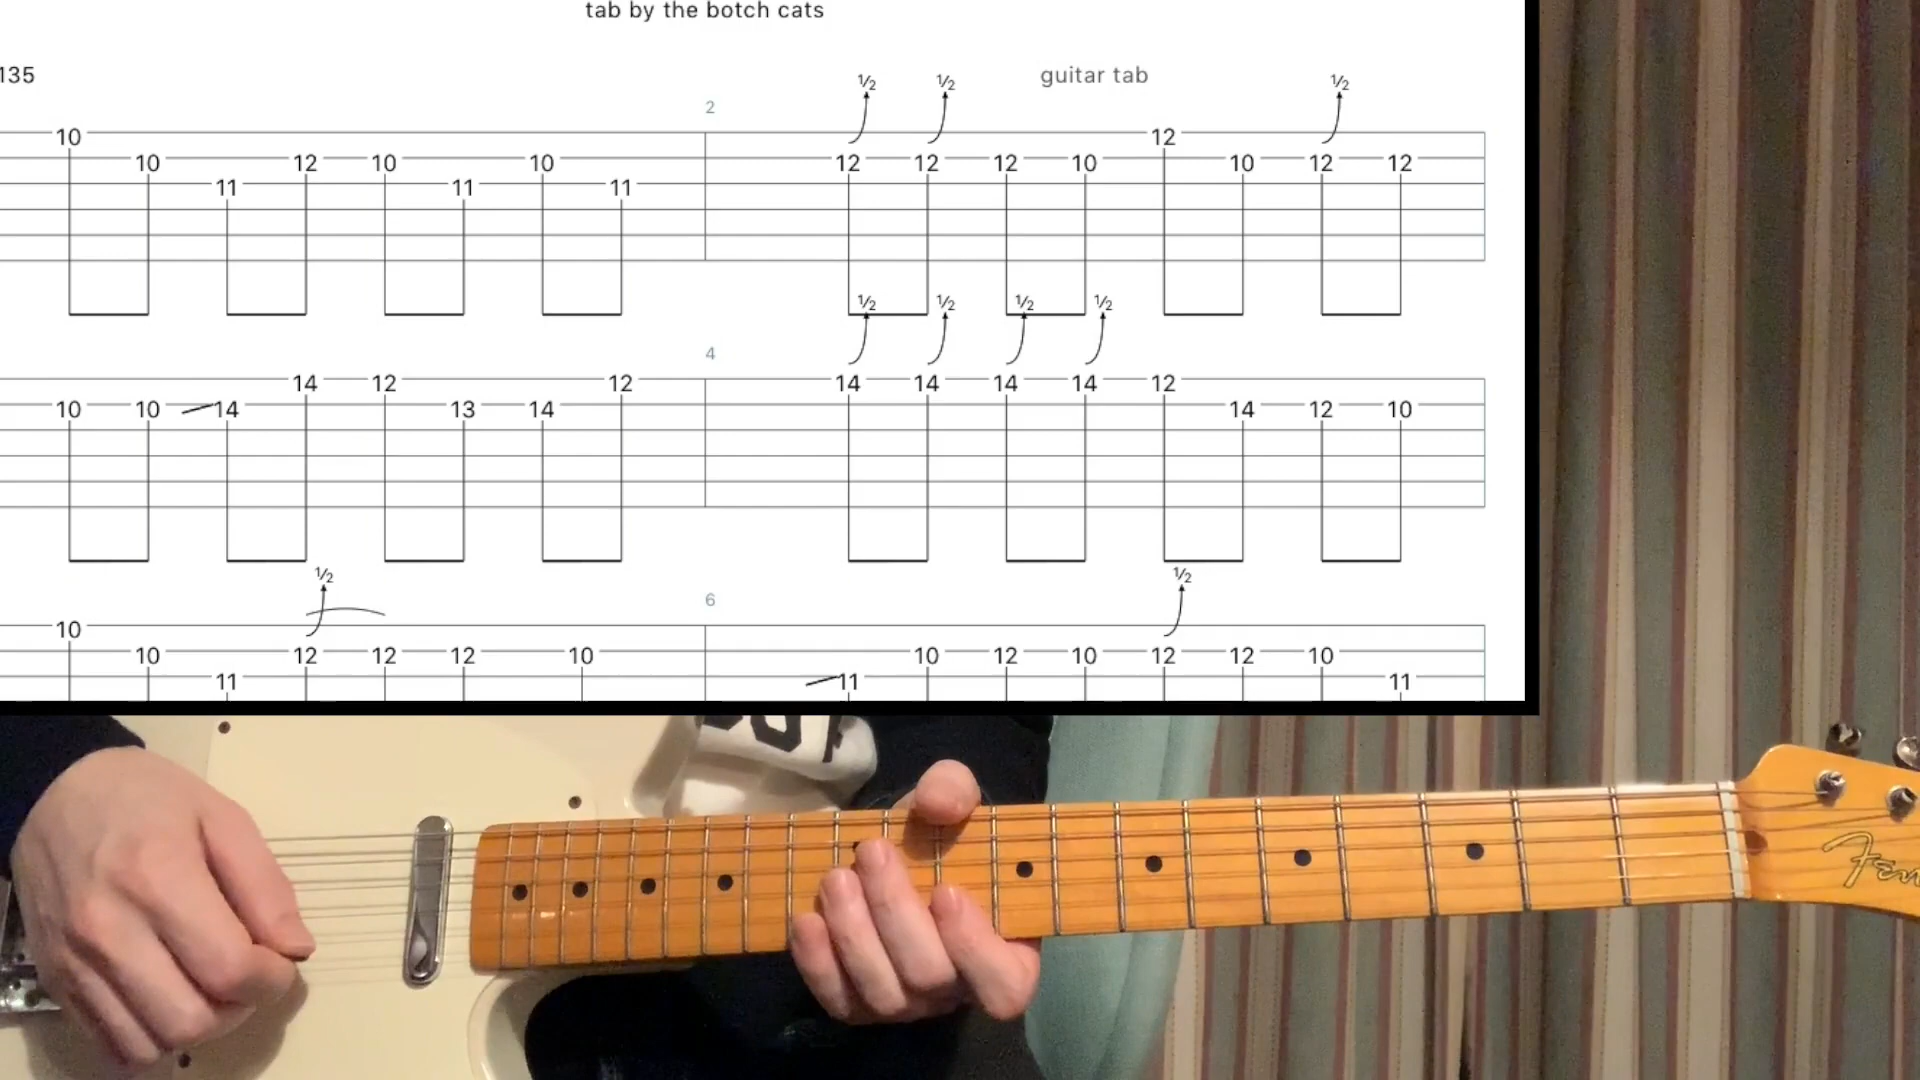 tab by the botch cats
135
guitar tab
½ ½ ½
2
10 12
10 12 10 10 12 12 12 10 10 12 12
11 11 11
½ ½ ½ ½
4
14 12 12 14 14 14 14 12
10 10 14 13 14 14 12 10
½ ½
6
10
10 12 12 12 10 10 12 10 12 12 10
11 11 11